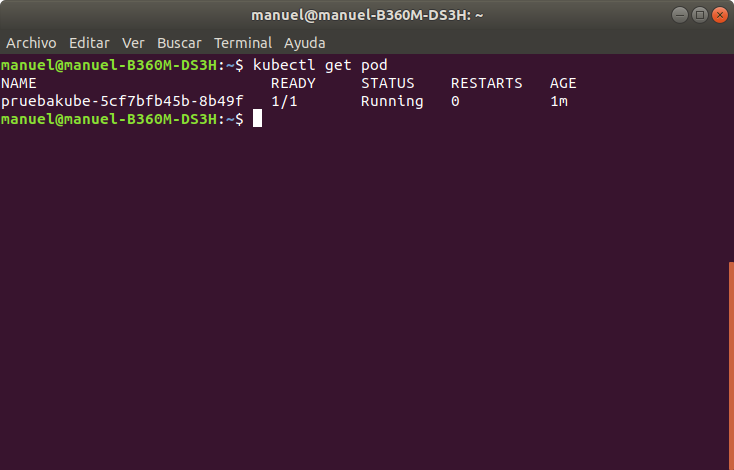 manuel@manuel-B360M-DS3H: ~
Archivo Editar Ver Buscar Terminal Ayuda
manuel@manuel-B360M-DS3H:~$ kubectl get pod
NAME READY STATUS RESTARTS AGE
pruebakube-5cf7bfb45b-8b49f 1/1 Running 0 1m
manuel@manuel-B360M-DS3H:~$